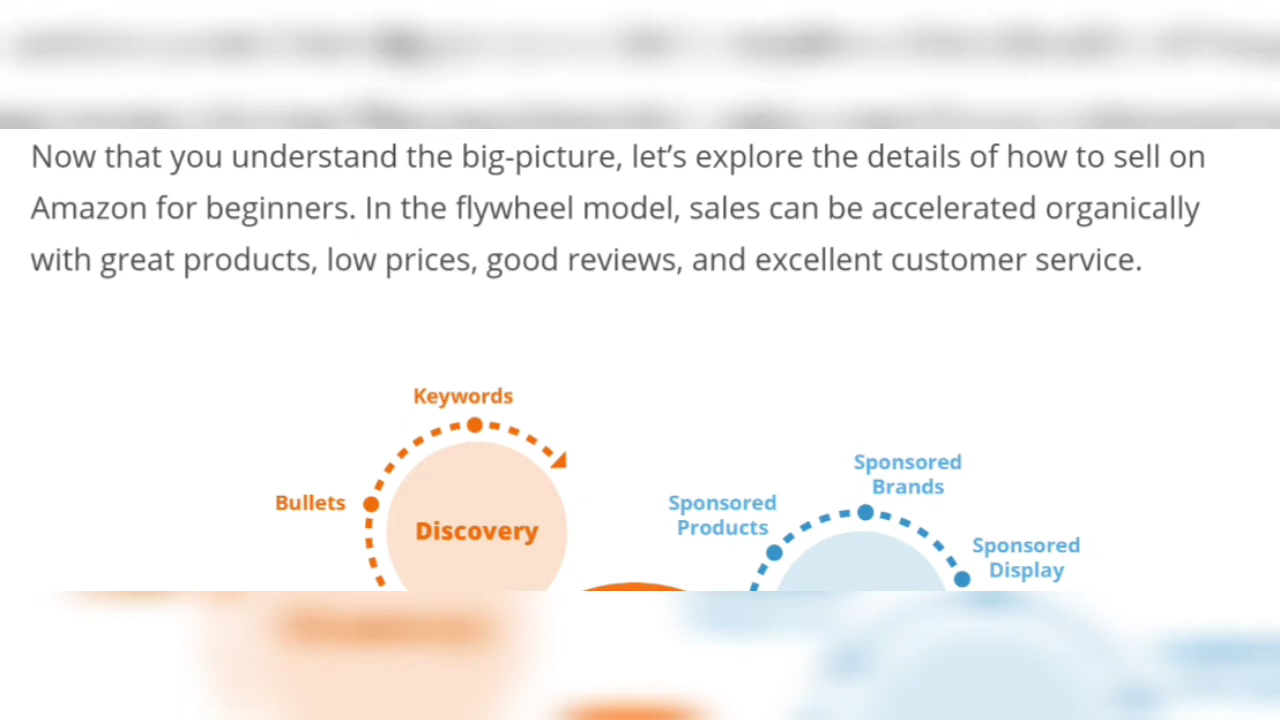 Now that you understand the big-picture, let’s explore the details of how to sell on
Amazon for beginners. In the flywheel model, sales can be accelerated organically
with great products, low prices, good reviews, and excellent customer service.
Keywords
Bullets
Discovery
Sponsored
Products
Sponsored
Brands
Sponsored
Display